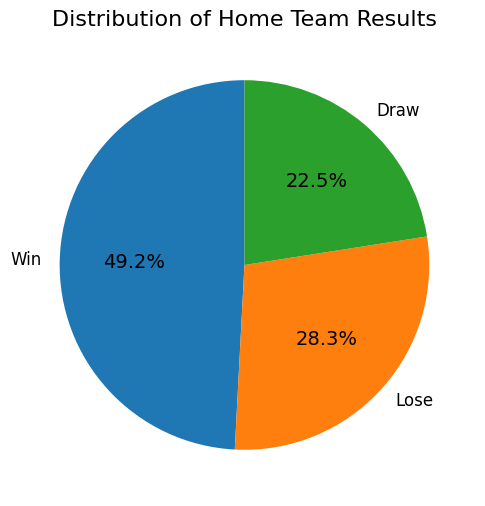 Distribution of Home Team Results
Draw
22.5%
Win
49.2%
28.3%
Lose